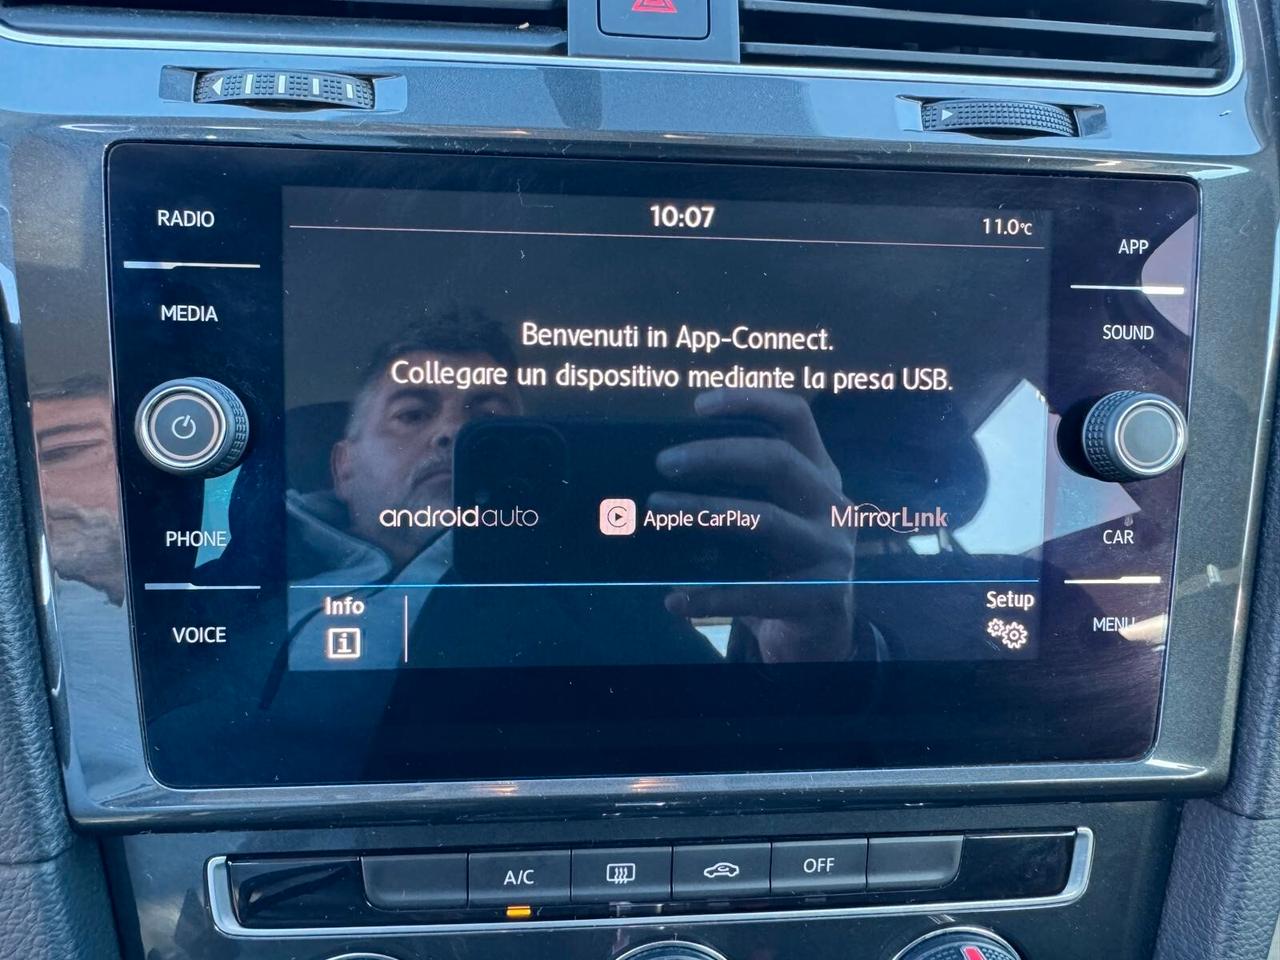 RADIO
MEDIA
PHONE
VOICE
10:07
11.0°C
Benvenuti in App-Connect.
Collegare un dispositivo mediante la presa USB.
androidauto
Apple CarPlay
MirrorLink
Info
Setup
APP
SOUND
CAR
MENU
A/C
OFF